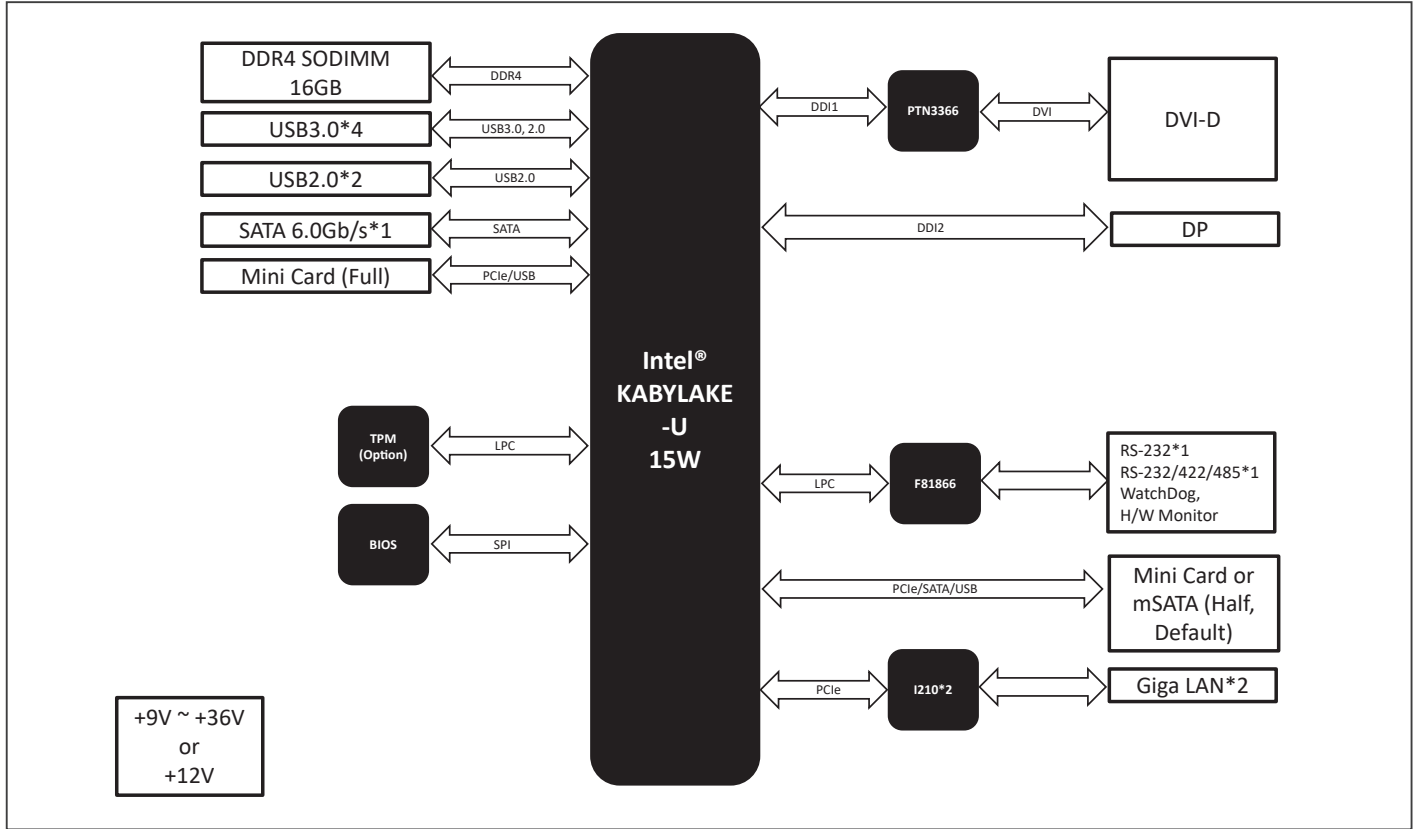 DDR4 SODIMM
16GB
DDR4
USB3.0*4
USB3.0, 2.0
USB2.0*2
USB2.0
SATA 6.0Gb/s*1
SATA
Mini Card (Full)
PCIe/USB
TPM
(Option)
LPC
BIOS
SPI
+9V ~ +36V
or
+12V
Intel®
KABYLAKE
-U
15W
DDI1
PTN3366
DVI
DVI-D
DDI2
DP
LPC
F81866
RS-232*1
RS-232/422/485*1
WatchDog,
H/W Monitor
PCIe/SATA/USB
Mini Card or
mSATA (Half,
Default)
PCIe
I210*2
Giga LAN*2